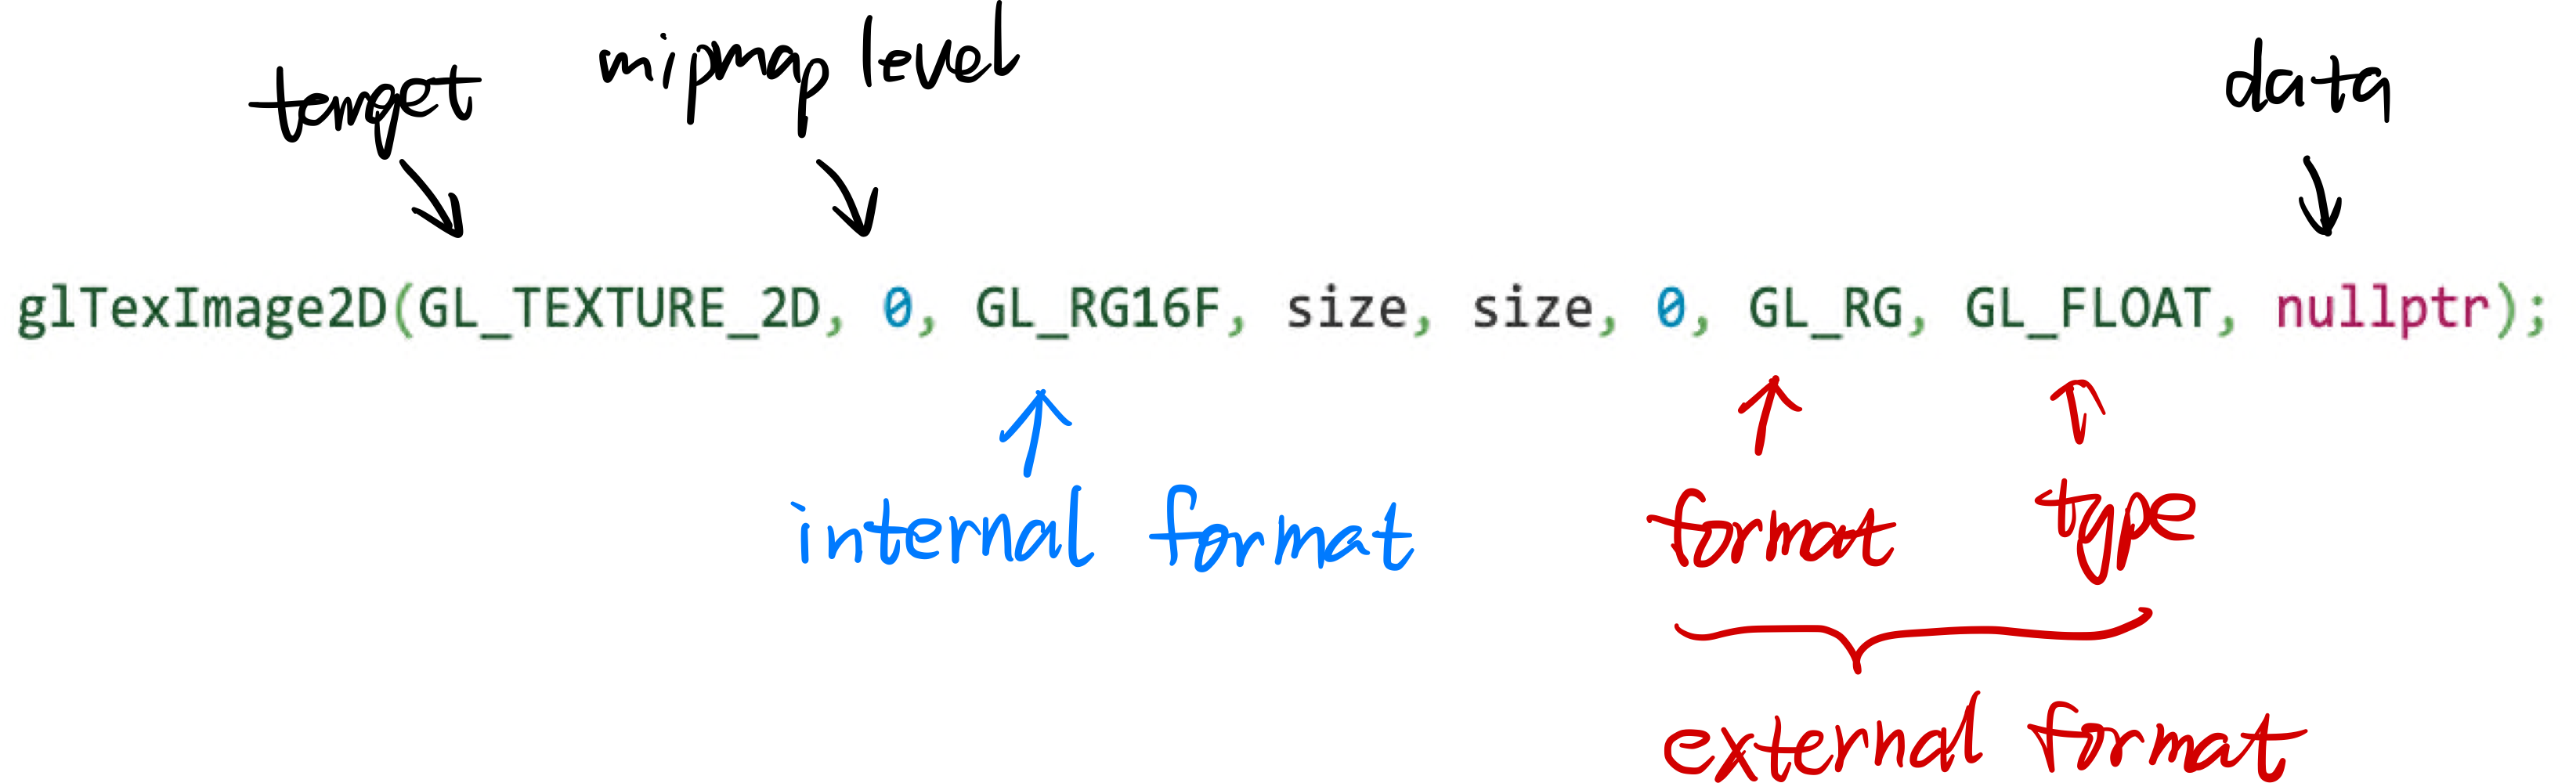 target mipmap level data
glTexImage2D(GL_TEXTURE_2D, 0, GL_RG16F, size, size, 0, GL_RG, GL_FLOAT, nullptr);
internal format format type
external format